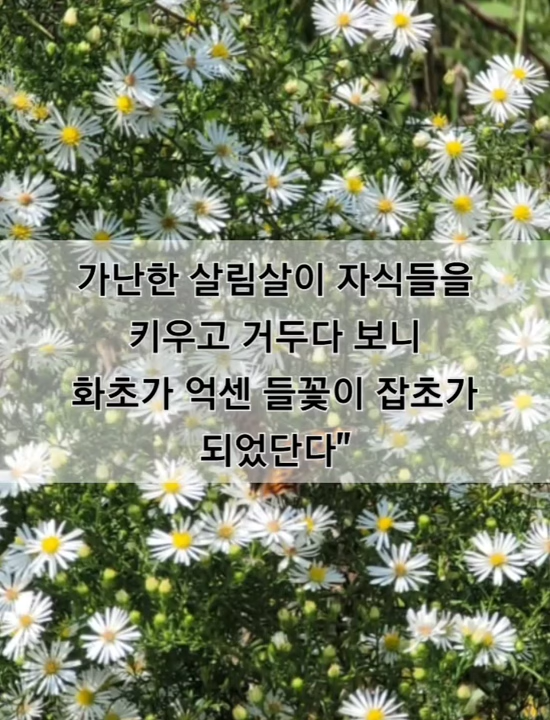 가난한 살림살이 자식들을
키우고 거두다 보니
화초가 억센 들꽃이 잡초가
되었단다"